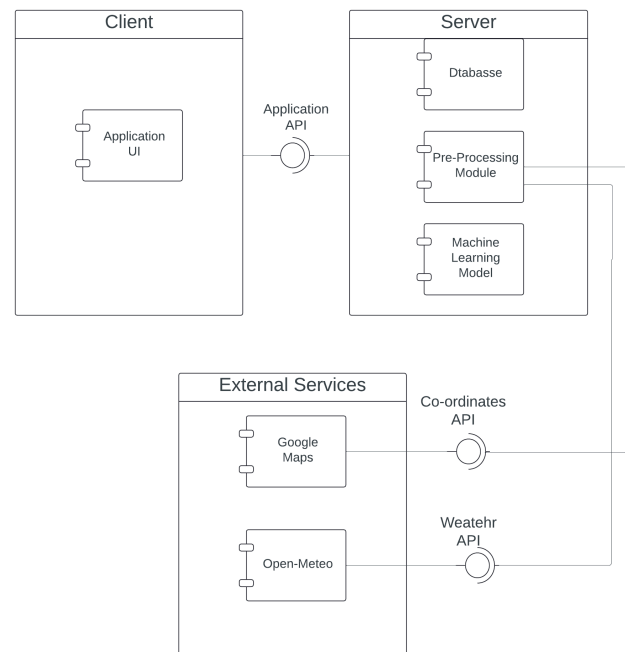 Client
Server
Dtabasse
Application
API
Application
UI
Pre-Processing
Module
Machine
Learning
Model
External Services
Co-ordinates
API
Google
Maps
Weatehr
API
Open-Meteo